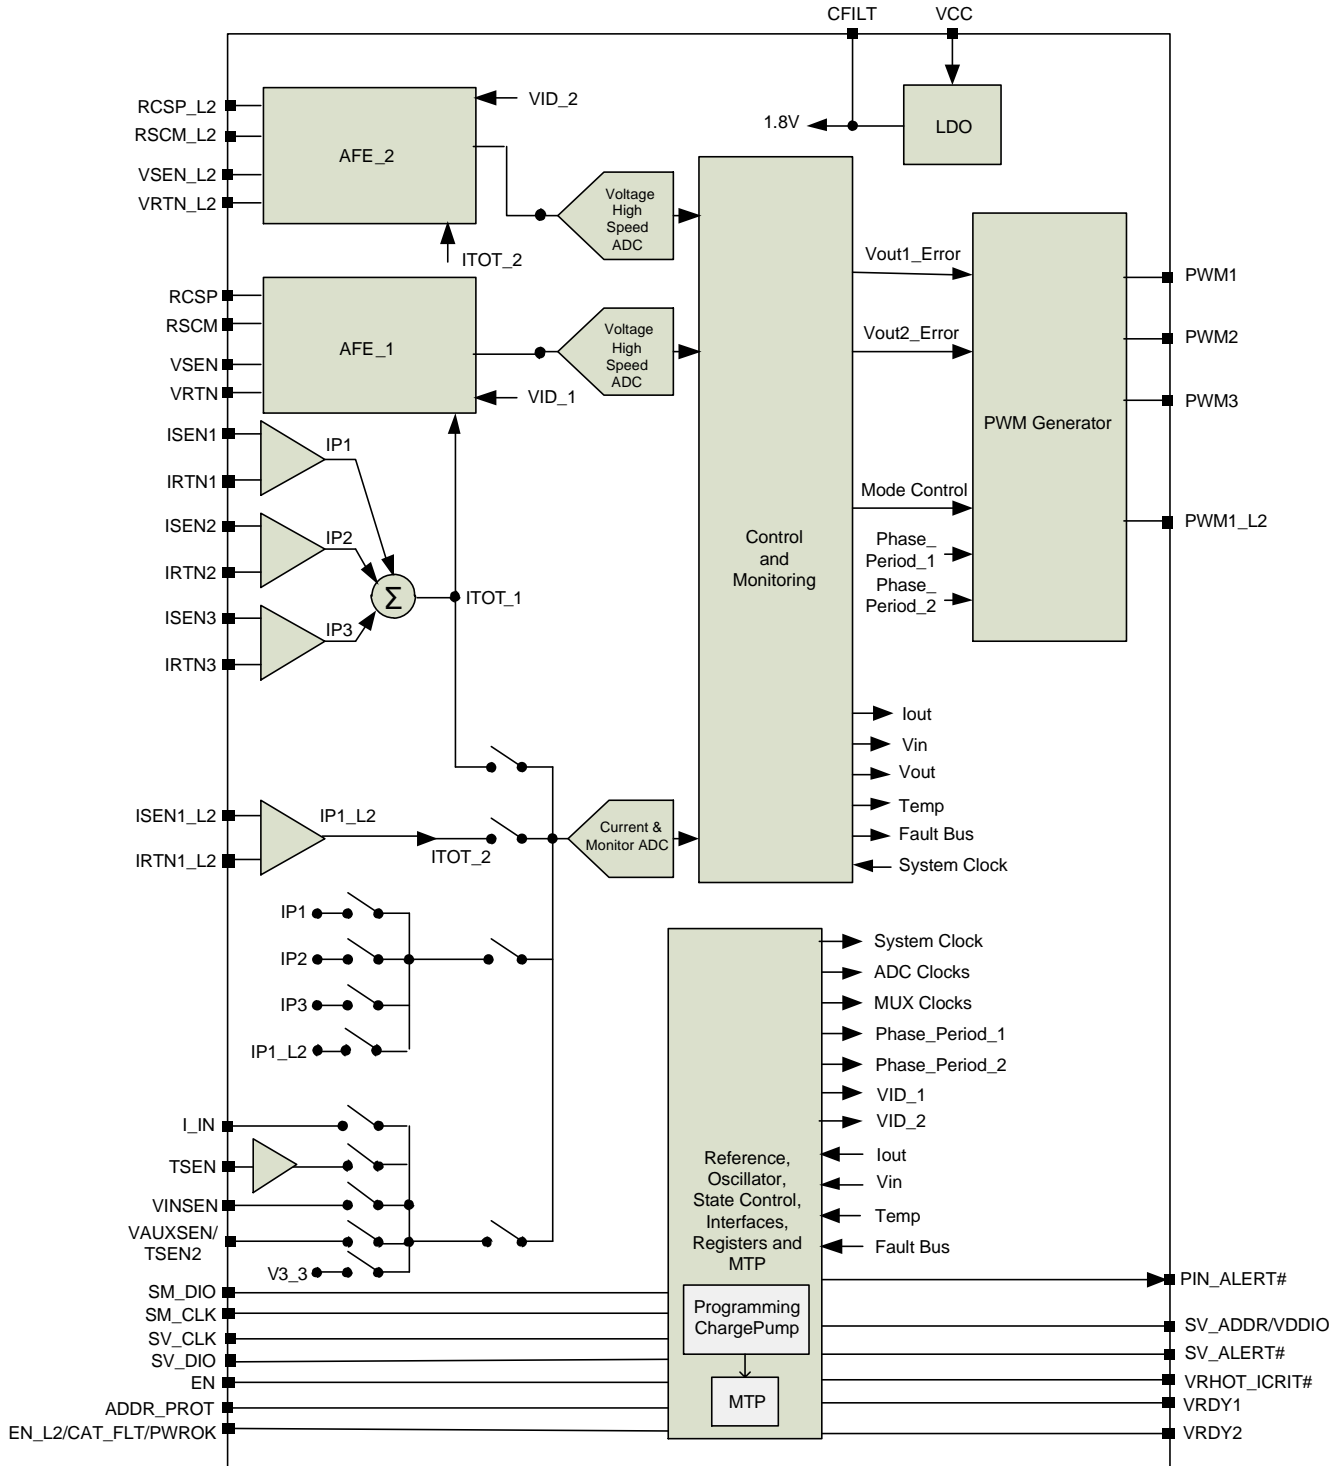 CFILT
VCC
RCSP_L2
RSCM_L2
VSEN_L2
VRTN_L2
AFE_2
VID_2
ITOT_2
1.8V
LDO
Voltage
High
Speed
ADC
RCSP
RSCM
VSEN
VRTN
AFE_1
VID_1
Voltage
High
Speed
ADC
Vout1_Error
Vout2_Error
Mode Control
Phase_
Period_1
Phase_
Period_2
PWM Generator
PWM1
PWM2
PWM3
PWM1_L2
ISEN1
IRTN1
ISEN2
IRTN2
ISEN3
IRTN3
IP1
IP2
IP3
Σ
ITOT_1
Control
and
Monitoring
Iout
Vin
Vout
Temp
Fault Bus
System Clock
ISEN1_L2
IRTN1_L2
IP1_L2
ITOT_2
Current &
Monitor ADC
IP1
IP2
IP3
IP1_L2
I_IN
TSEN
VINSEN
VAUXSEN/
TSEN2
V3_3
SM_DIO
SM_CLK
SV_CLK
SV_DIO
EN
ADDR_PROT
EN_L2/CAT_FLT/PWROK
Reference,
Oscillator,
State Control,
Interfaces,
Registers and
MTP
Programming
ChargePump
MTP
System Clock
ADC Clocks
MUX Clocks
Phase_Period_1
Phase_Period_2
VID_1
VID_2
Iout
Vin
Temp
Fault Bus
PIN_ALERT#
SV_ADDR/VDDIO
SV_ALERT#
VRHOT_ICRIT#
VRDY1
VRDY2